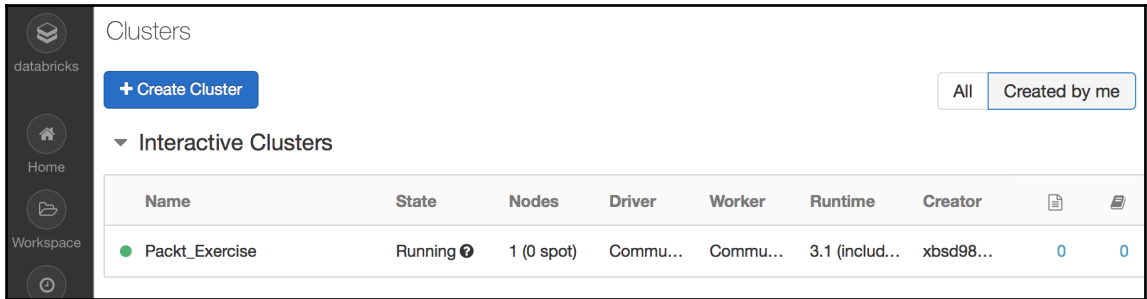 databricks
Home
Workspace
Clusters
+ Create Cluster
All Created by me
Interactive Clusters
Name State Nodes Driver Worker Runtime Creator
Packt_Exercise Running 1 (0 spot) Commu... Commu... 3.1 (includ... xbsd98... 0 0